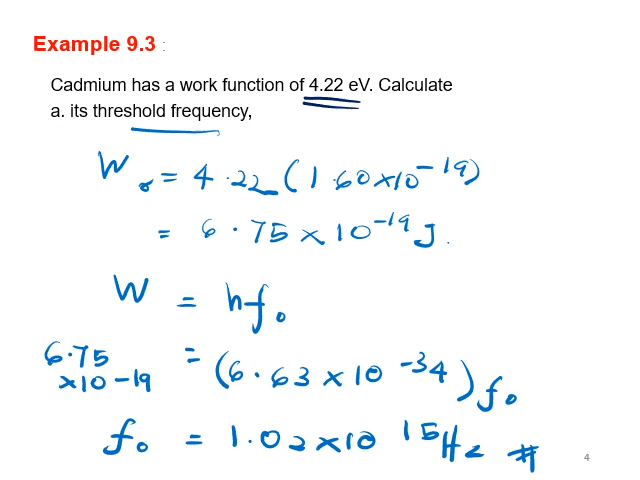 Example 9.3 :
Cadmium has a work function of 4.22 eV. Calculate
a. its threshold frequency,
W₀ = 4.22 (1.60×10⁻¹⁹)
= 6.75 × 10⁻¹⁹ J.
W = hf₀
6.75 ×10 -19 = (6.63 × 10 ⁻³⁴) f₀
f₀ = 1.02×10 ¹⁵ Hz #
4